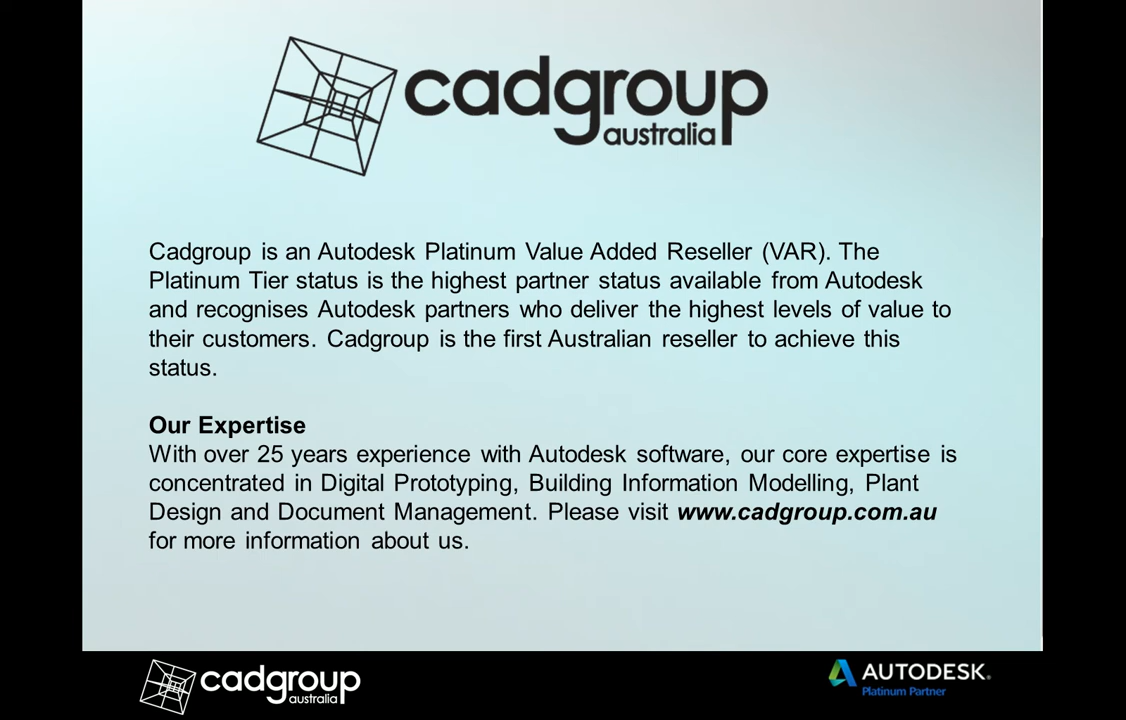 cadgroup
australia
Cadgroup is an Autodesk Platinum Value Added Reseller (VAR). The
Platinum Tier status is the highest partner status available from Autodesk
and recognises Autodesk partners who deliver the highest levels of value to
their customers. Cadgroup is the first Australian reseller to achieve this
status.
Our Expertise
With over 25 years experience with Autodesk software, our core expertise is
concentrated in Digital Prototyping, Building Information Modelling, Plant
Design and Document Management. Please visit www.cadgroup.com.au
for more information about us.
cadgroup
australia
AUTODESK®
Platinum Partner